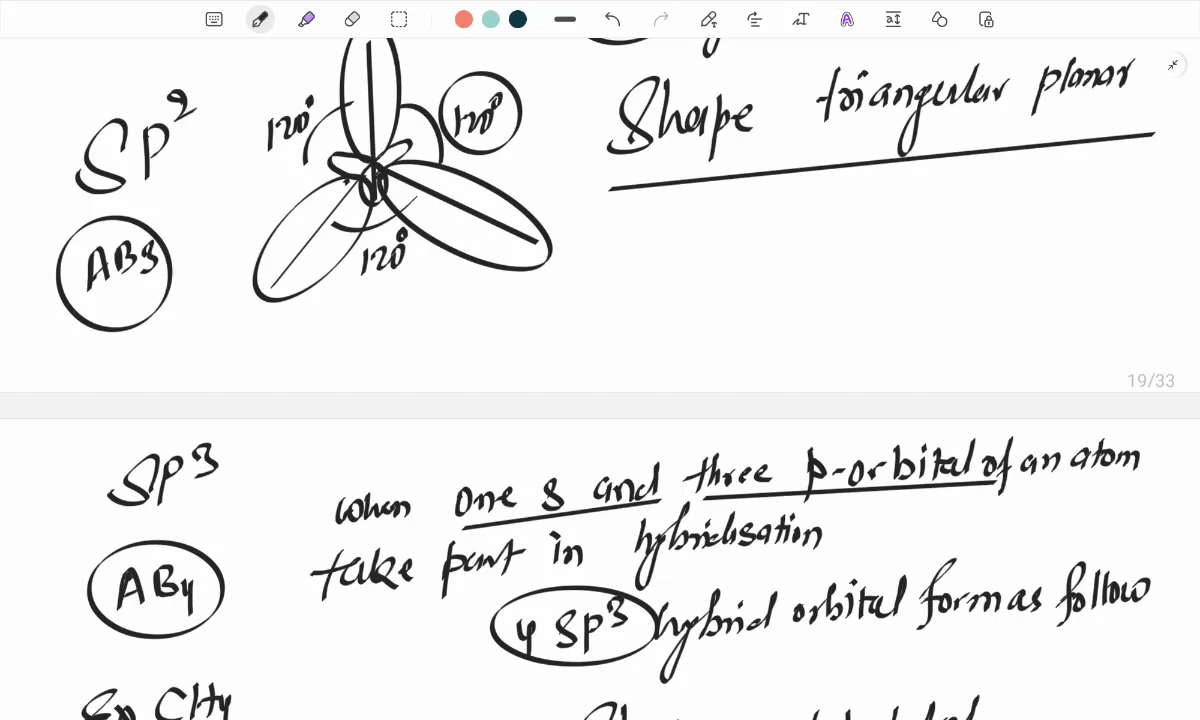 Sp²
120°
120°
120°
Shape triangular planar
AB3
19/33
Sp³
when one s and three p-orbital of an atom
take part in hybridisation
AB4
4 Sp³ hybrid orbital form as follow
Ex CH4